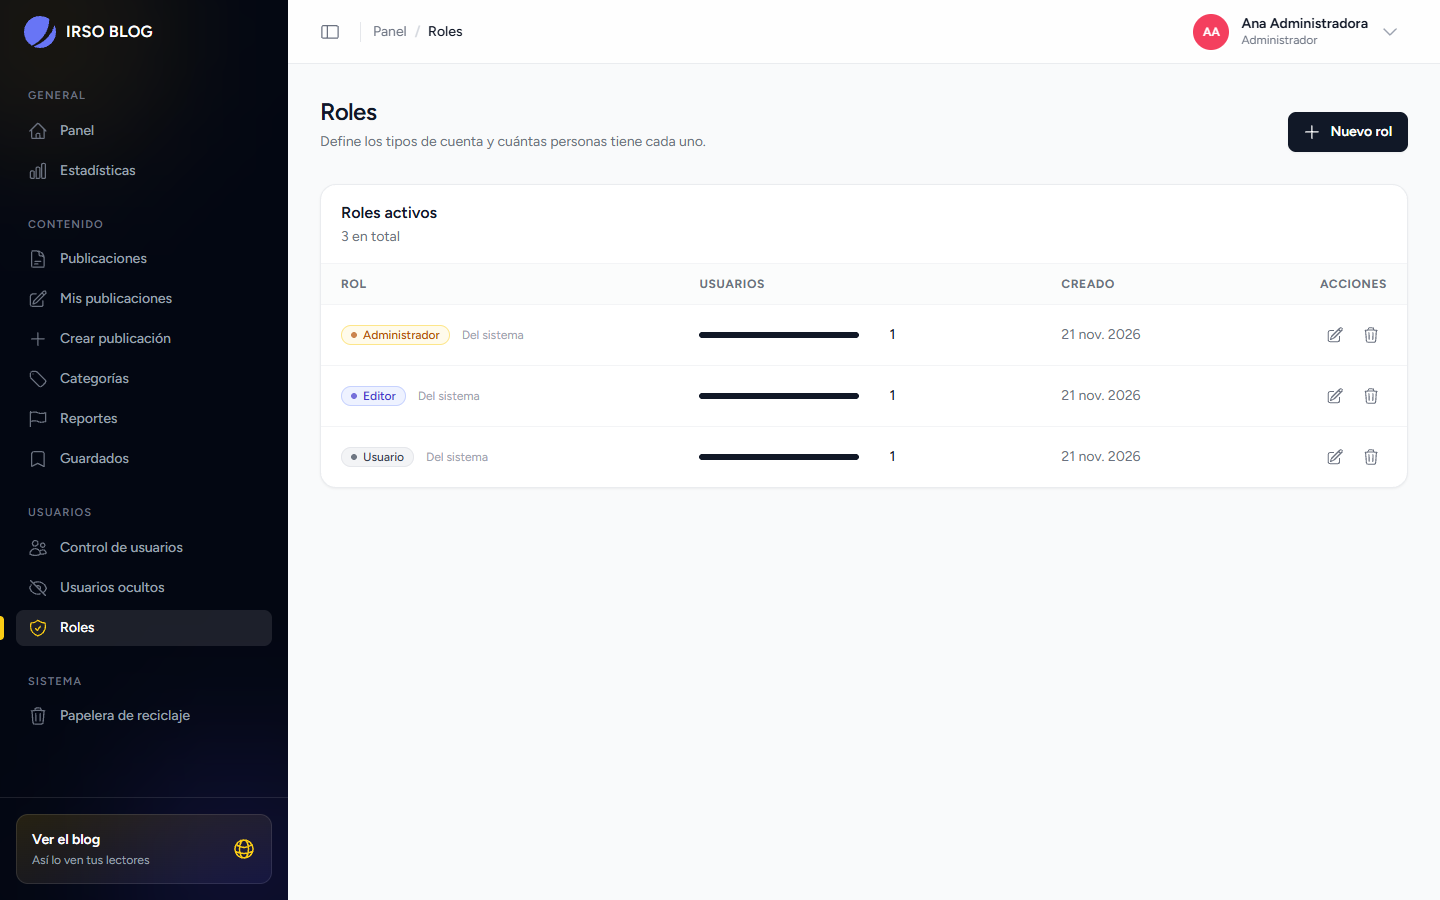 IRSO BLOG
GENERAL
Panel
Estadísticas
CONTENIDO
Publicaciones
Mis publicaciones
Crear publicación
Categorías
Reportes
Guardados
USUARIOS
Control de usuarios
Usuarios ocultos
Roles
SISTEMA
Papelera de reciclaje
Ver el blog
Así lo ven tus lectores
Panel / Roles
AA
Ana Administradora
Administrador
Roles
Define los tipos de cuenta y cuántas personas tiene cada uno.
Nuevo rol
Roles activos
3 en total
ROL USUARIOS CREADO ACCIONES
Administrador Del sistema 1 21 nov. 2026
Editor Del sistema 1 21 nov. 2026
Usuario Del sistema 1 21 nov. 2026